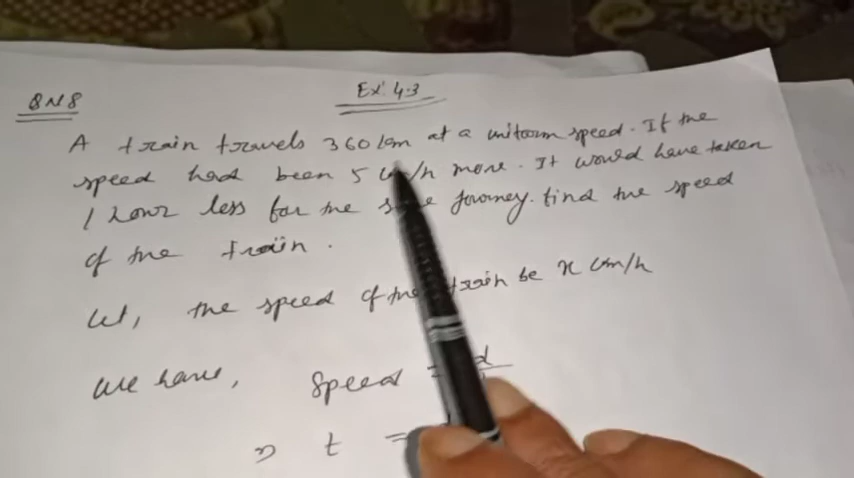 QN8
Ex: 4.3
A train travels 360 km at a uniform speed. If the
speed had been 5 km/h more. It would have taken
1 hour less for the same journey. find the speed
of the train.
let, the speed of the train be x km/h
we have, speed = d
t =